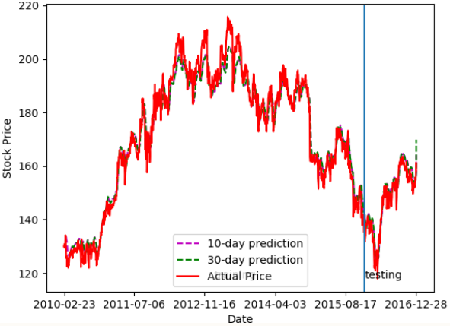 220
200
180
160
140
120
Stock Price
10-day prediction
30-day prediction
Actual Price
testing
2010-02-23 2011-07-06 2012-11-16 2014-04-03 2015-08-17 2016-12-28
Date